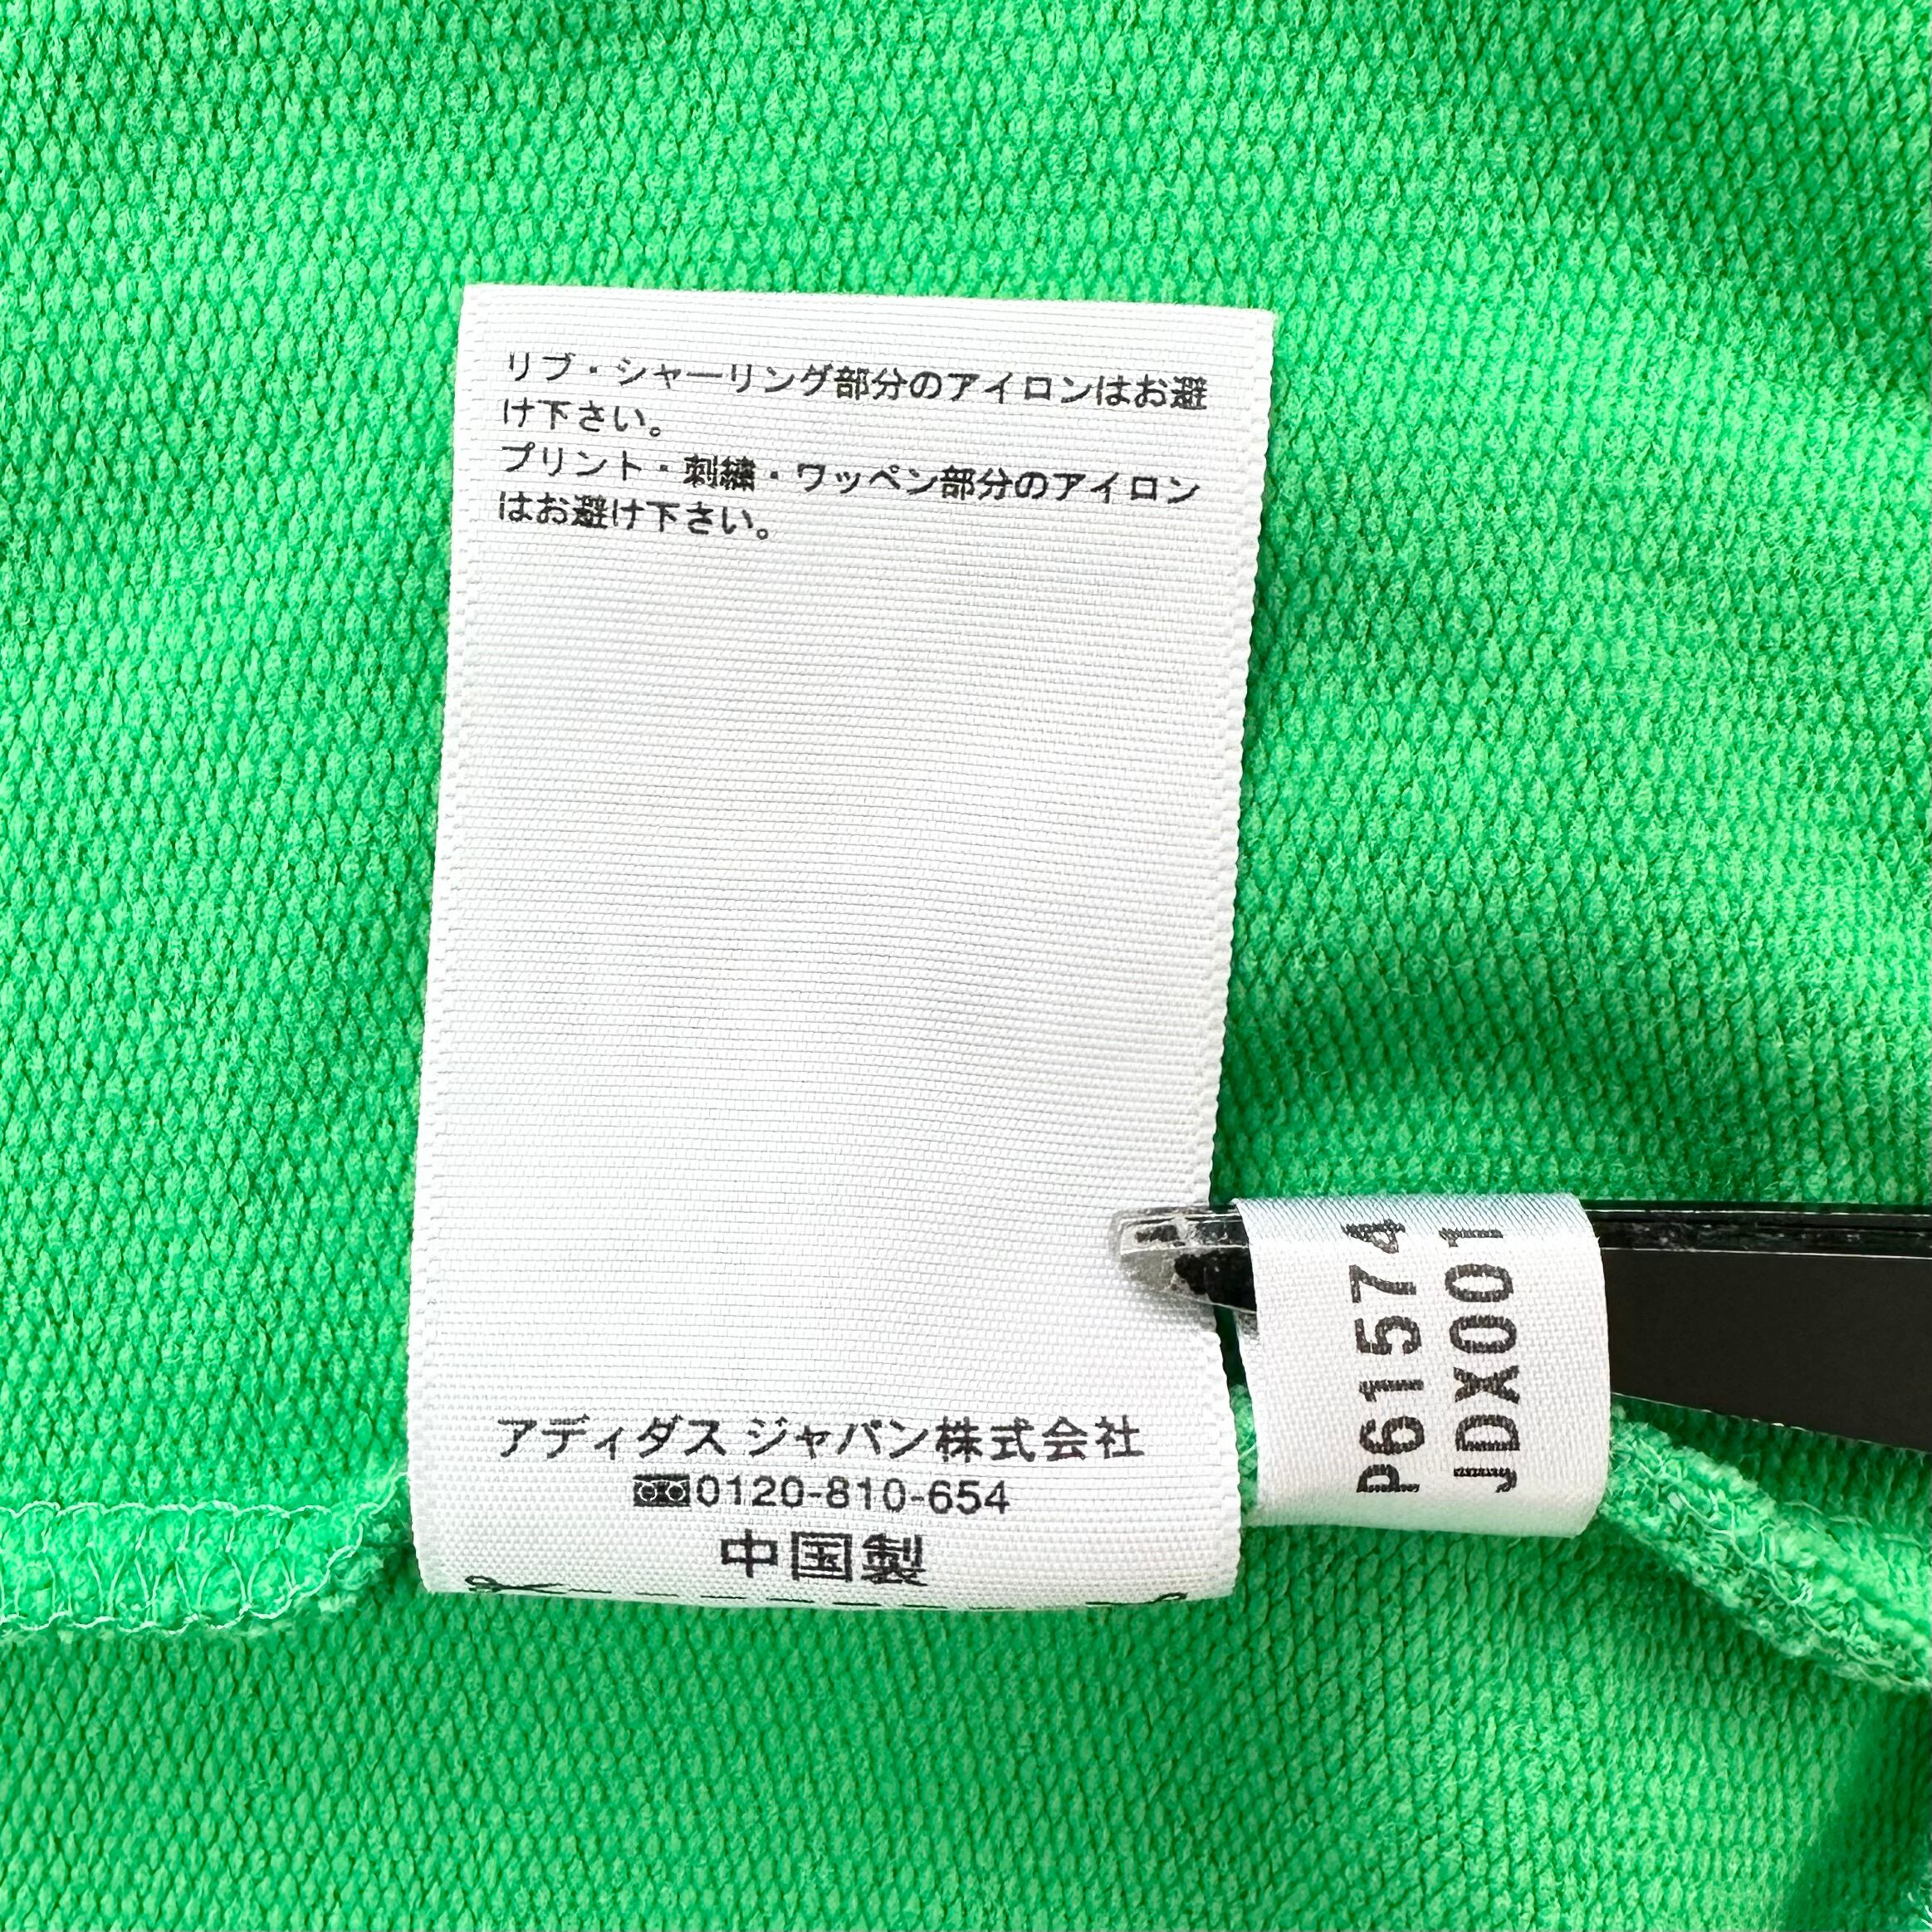 リブ・シャーリング部分のアイロンはお避
け下さい。
プリント・刺繍・ワッペン部分のアイロン
はお避け下さい。
アディダス ジャパン株式会社
0120-810-654
中国製
P61574
JDX001